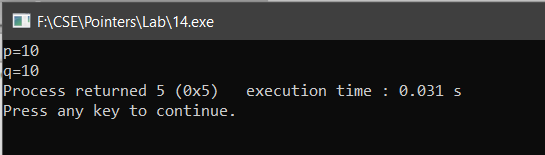 F:\CSE\Pointers\Lab\14.exe
p=10
q=10
Process returned 5 (0x5)   execution time : 0.031 s
Press any key to continue.